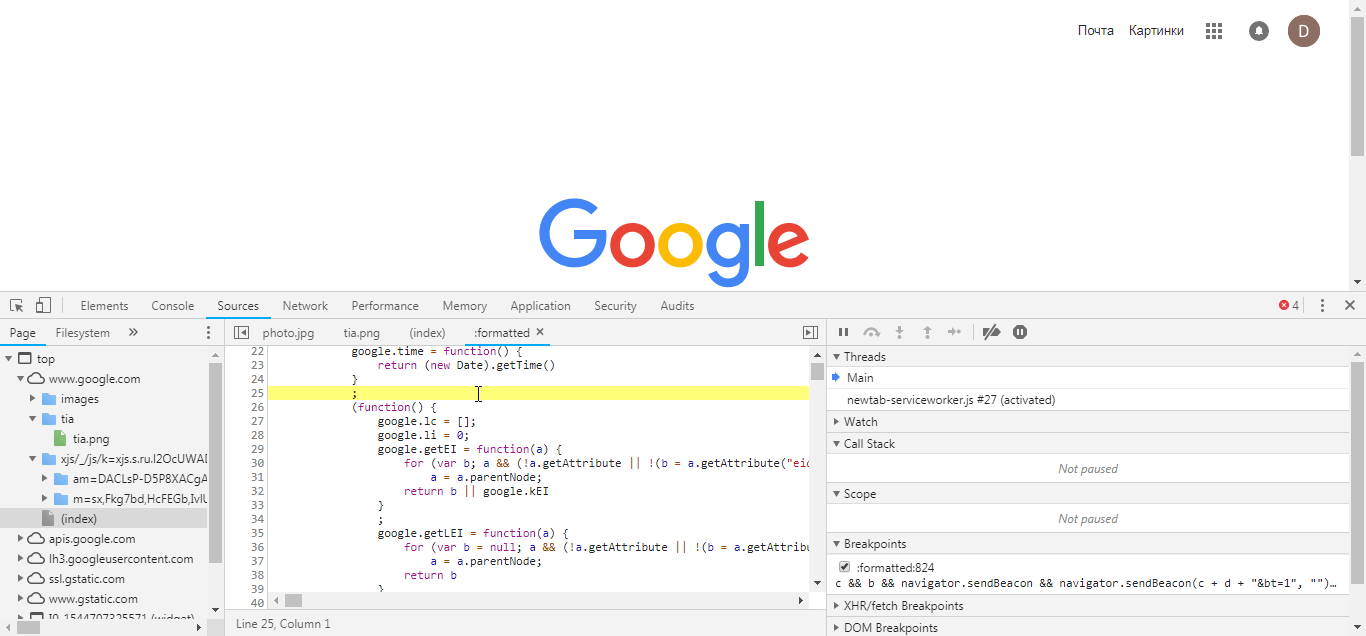 Почта Картинки D
Google
Elements Console Sources Network Performance Memory Application Security Audits 4
Page Filesystem »
top
www.google.com
images
tia
tia.png
xjs/_/js/k=xjs.s.ru.l2OcUWAD
am=DACLsP-D5P8XACgA
m=sx,Fkg7bd,HcFEGb,IvlU
(index)
apis.google.com
lh3.googleusercontent.com
ssl.gstatic.com
www.gstatic.com
I0_1544707325571 (widget)
photo.jpg tia.png (index) :formatted ×
22 google.time = function() {
23 return (new Date).getTime()
24 }
25 ;
26 (function() {
27 google.lc = [];
28 google.li = 0;
29 google.getEI = function(a) {
30 for (var b; a && (!a.getAttribute || !(b = a.getAttribute("eid
31 a = a.parentNode;
32 return b || google.kEI
33 }
34 ;
35 google.getLEI = function(a) {
36 for (var b = null; a && (!a.getAttribute || !(b = a.getAttribu
37 a = a.parentNode;
38 return b
39 }
40
Line 25, Column 1
Threads
Main
newtab-serviceworker.js #27 (activated)
Watch
Call Stack
Not paused
Scope
Not paused
Breakpoints
:formatted:824
c && b && navigator.sendBeacon && navigator.sendBeacon(c + d + "&bt=1", "")…
XHR/fetch Breakpoints
DOM Breakpoints